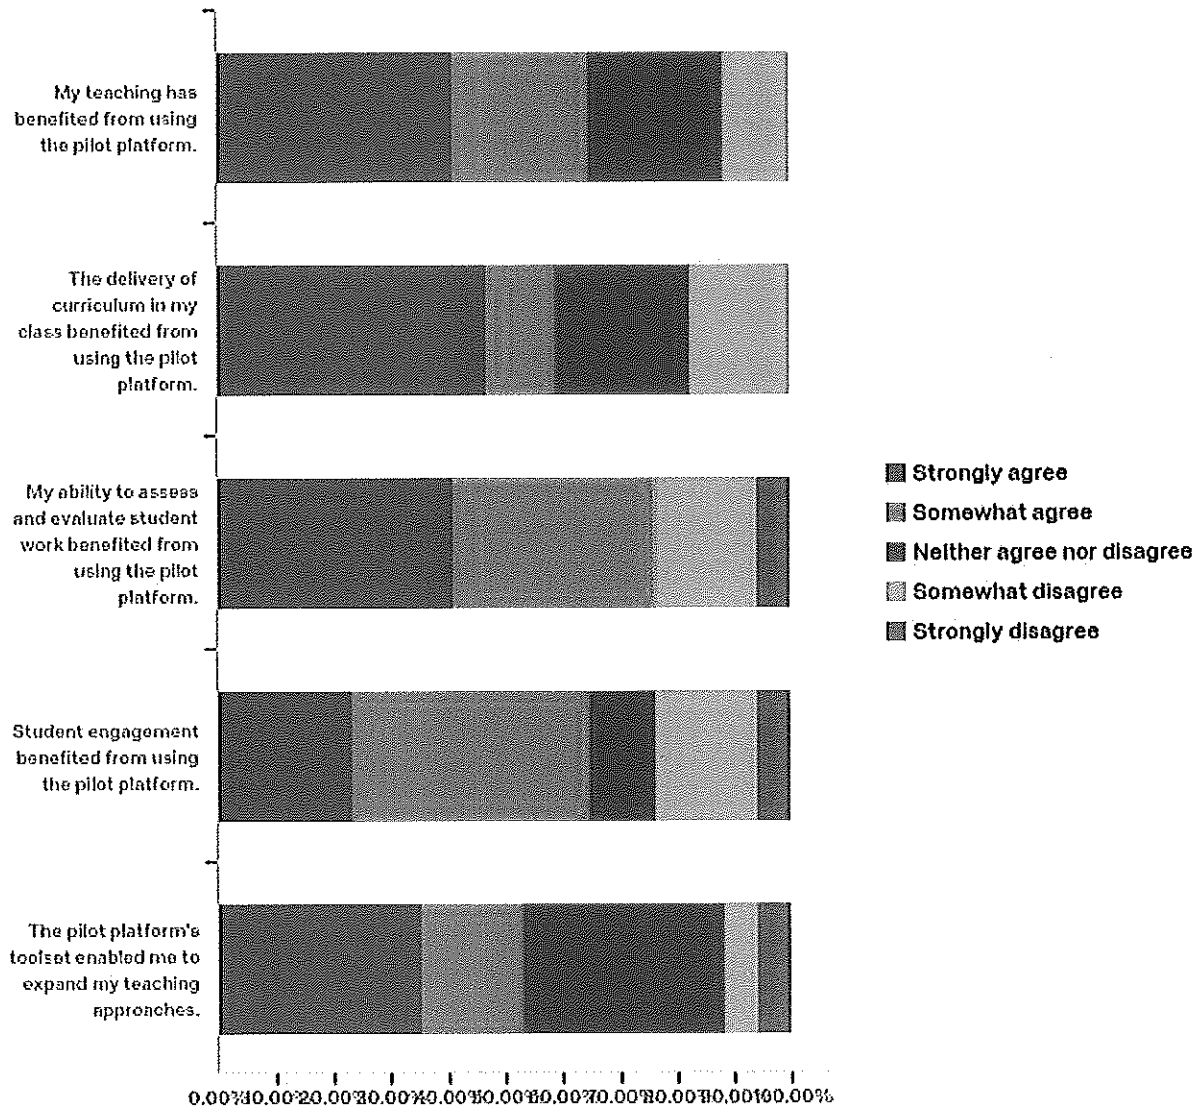 My teaching has
benefited from using
the pilot platform.
The delivery of
curriculum in my
class benefited from
using the pilot
platform.
My ability to assess
and evaluate student
work benefited from
using the pilot
platform.
Student engagement
benefited from using
the pilot platform.
The pilot platform's
toolset enabled me to
expand my teaching
approaches.
Strongly agree
Somewhat agree
Neither agree nor disagree
Somewhat disagree
Strongly disagree
0.00% 10.00% 20.00% 30.00% 40.00% 50.00% 60.00% 70.00% 80.00% 90.00% 100.00%